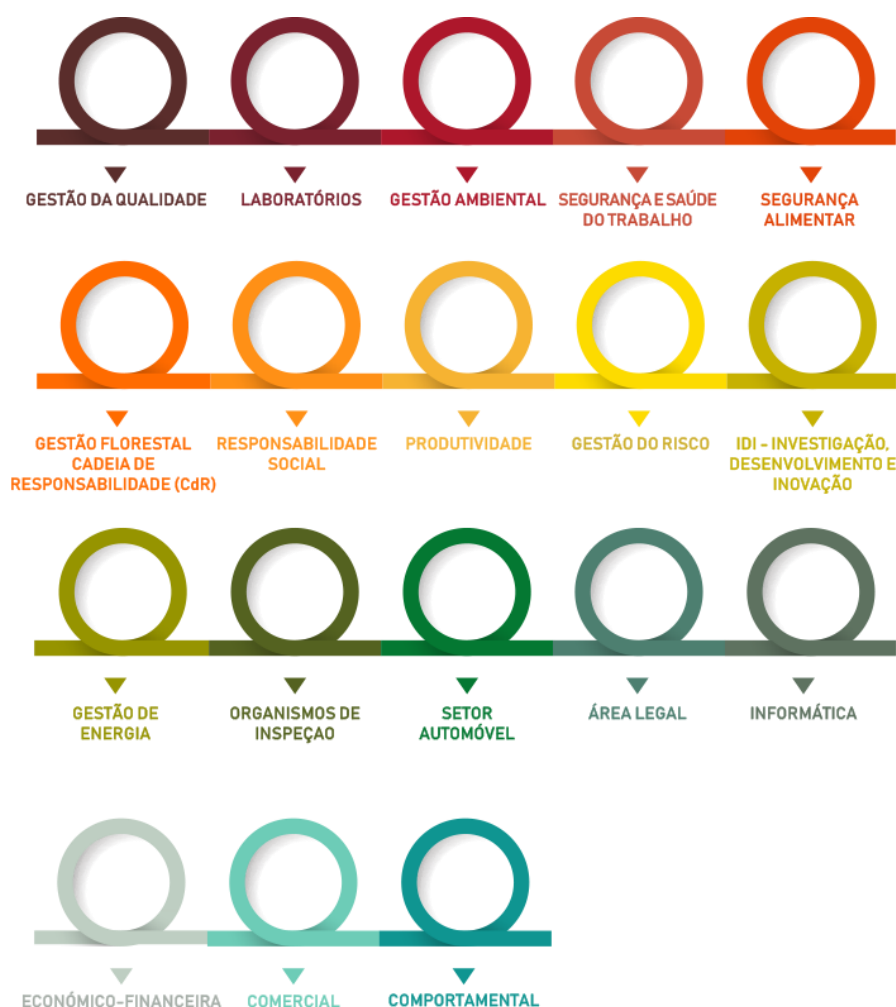 GESTÃO DA QUALIDADE
LABORATÓRIOS
GESTÃO AMBIENTAL
SEGURANÇA E SAÚDE
DO TRABALHO
SEGURANÇA
ALIMENTAR
GESTÃO FLORESTAL
CADEIA DE
RESPONSABILIDADE (CdR)
RESPONSABILIDADE
SOCIAL
PRODUTIVIDADE
GESTÃO DO RISCO
IDI - INVESTIGAÇÃO,
DESENVOLVIMENTO E
INOVAÇÃO
GESTÃO DE
ENERGIA
ORGANISMOS DE
INSPEÇAO
SETOR
AUTOMÓVEL
ÁREA LEGAL
INFORMÁTICA
ECONÓMICO-FINANCEIRA
COMERCIAL
COMPORTAMENTAL